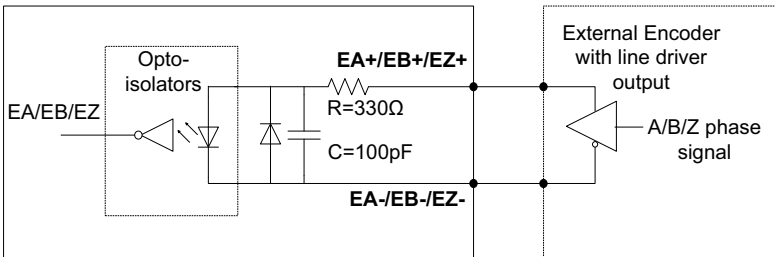 Opto-
isolators
EA/EB/EZ
EA+/EB+/EZ+
R=330Ω
C=100pF
EA-/EB-/EZ-
External Encoder
with line driver
output
A/B/Z phase
signal